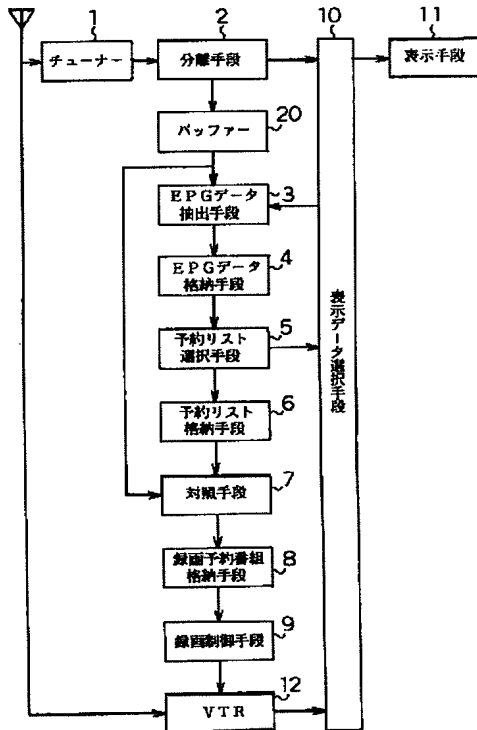 1
2
10
11
チューナー
分離手段
表示手段
バッファー
20
EPGデータ
抽出手段
3
EPGデータ
格納手段
4
予約リスト
選択手段
5
表示データ選択手段
予約リスト
格納手段
6
対照手段
7
録画予約番組
格納手段
8
録画制御手段
9
VTR
12